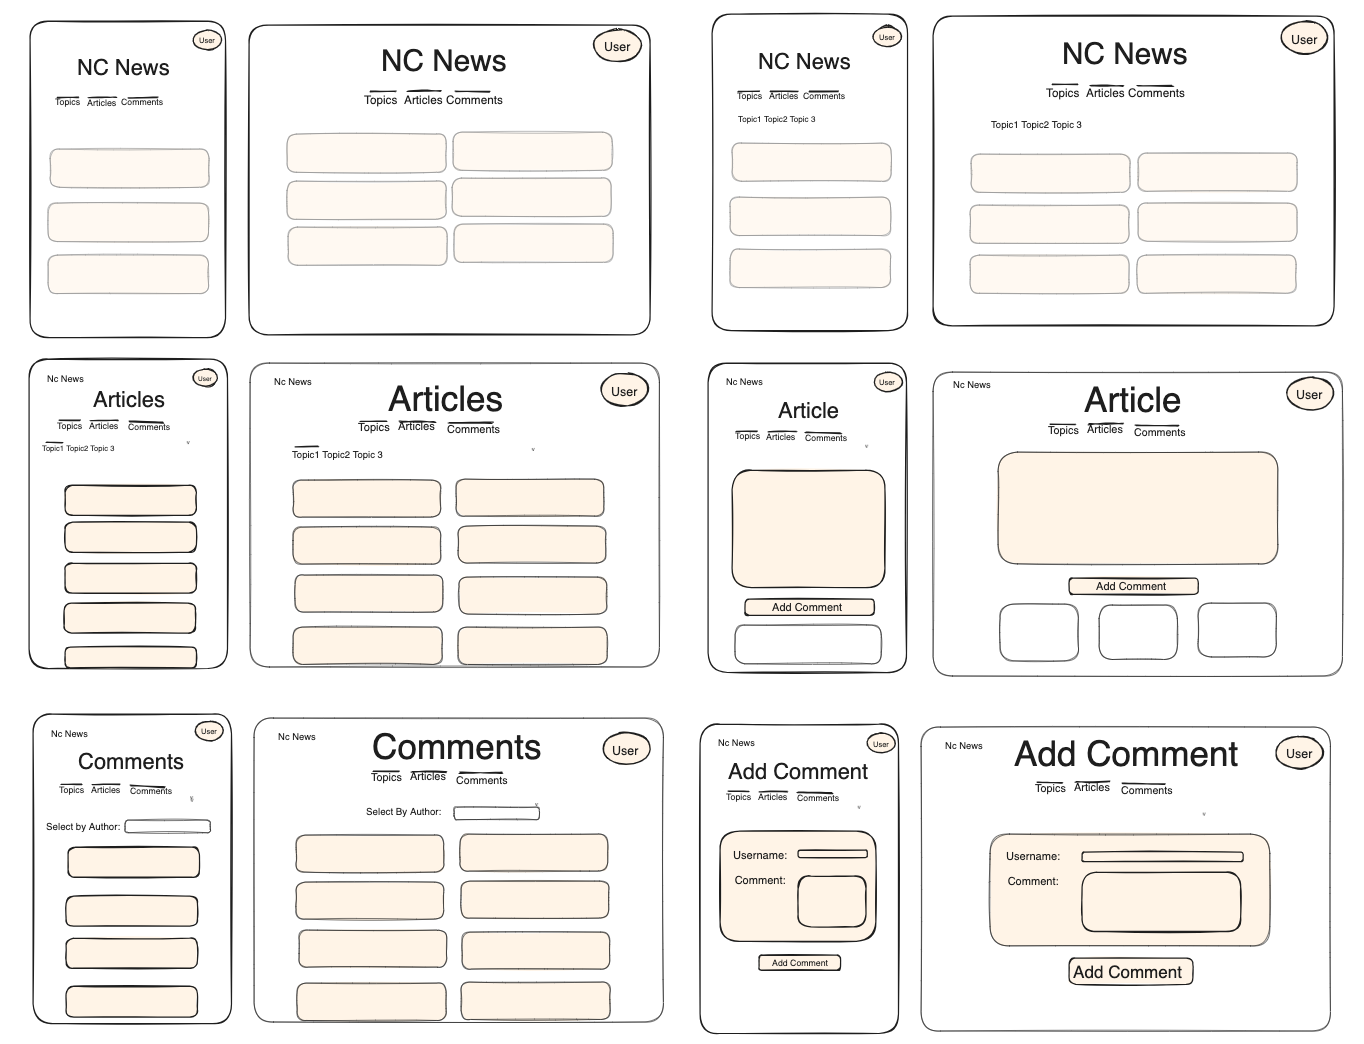 User
NC News
Topics Articles Comments
User
NC News
Topics Articles Comments
User
NC News
Topics Articles Comments
Topic1 Topic2 Topic 3
User
NC News
Topics Articles Comments
Topic1 Topic2 Topic 3
Nc News
User
Articles
Topics Articles Comments
Topic1 Topic2 Topic 3
Nc News
User
Articles
Topics Articles Comments
Topic1 Topic2 Topic 3
Nc News
User
Article
Topics Articles Comments
Add Comment
Nc News
User
Article
Topics Articles Comments
Add Comment
Nc News
User
Comments
Topics Articles Comments
Select by Author:
Nc News
User
Comments
Topics Articles Comments
Select By Author:
Nc News
User
Add Comment
Topics Articles Comments
Username:
Comment:
Add Comment
Nc News
User
Add Comment
Topics Articles Comments
Username:
Comment:
Add Comment